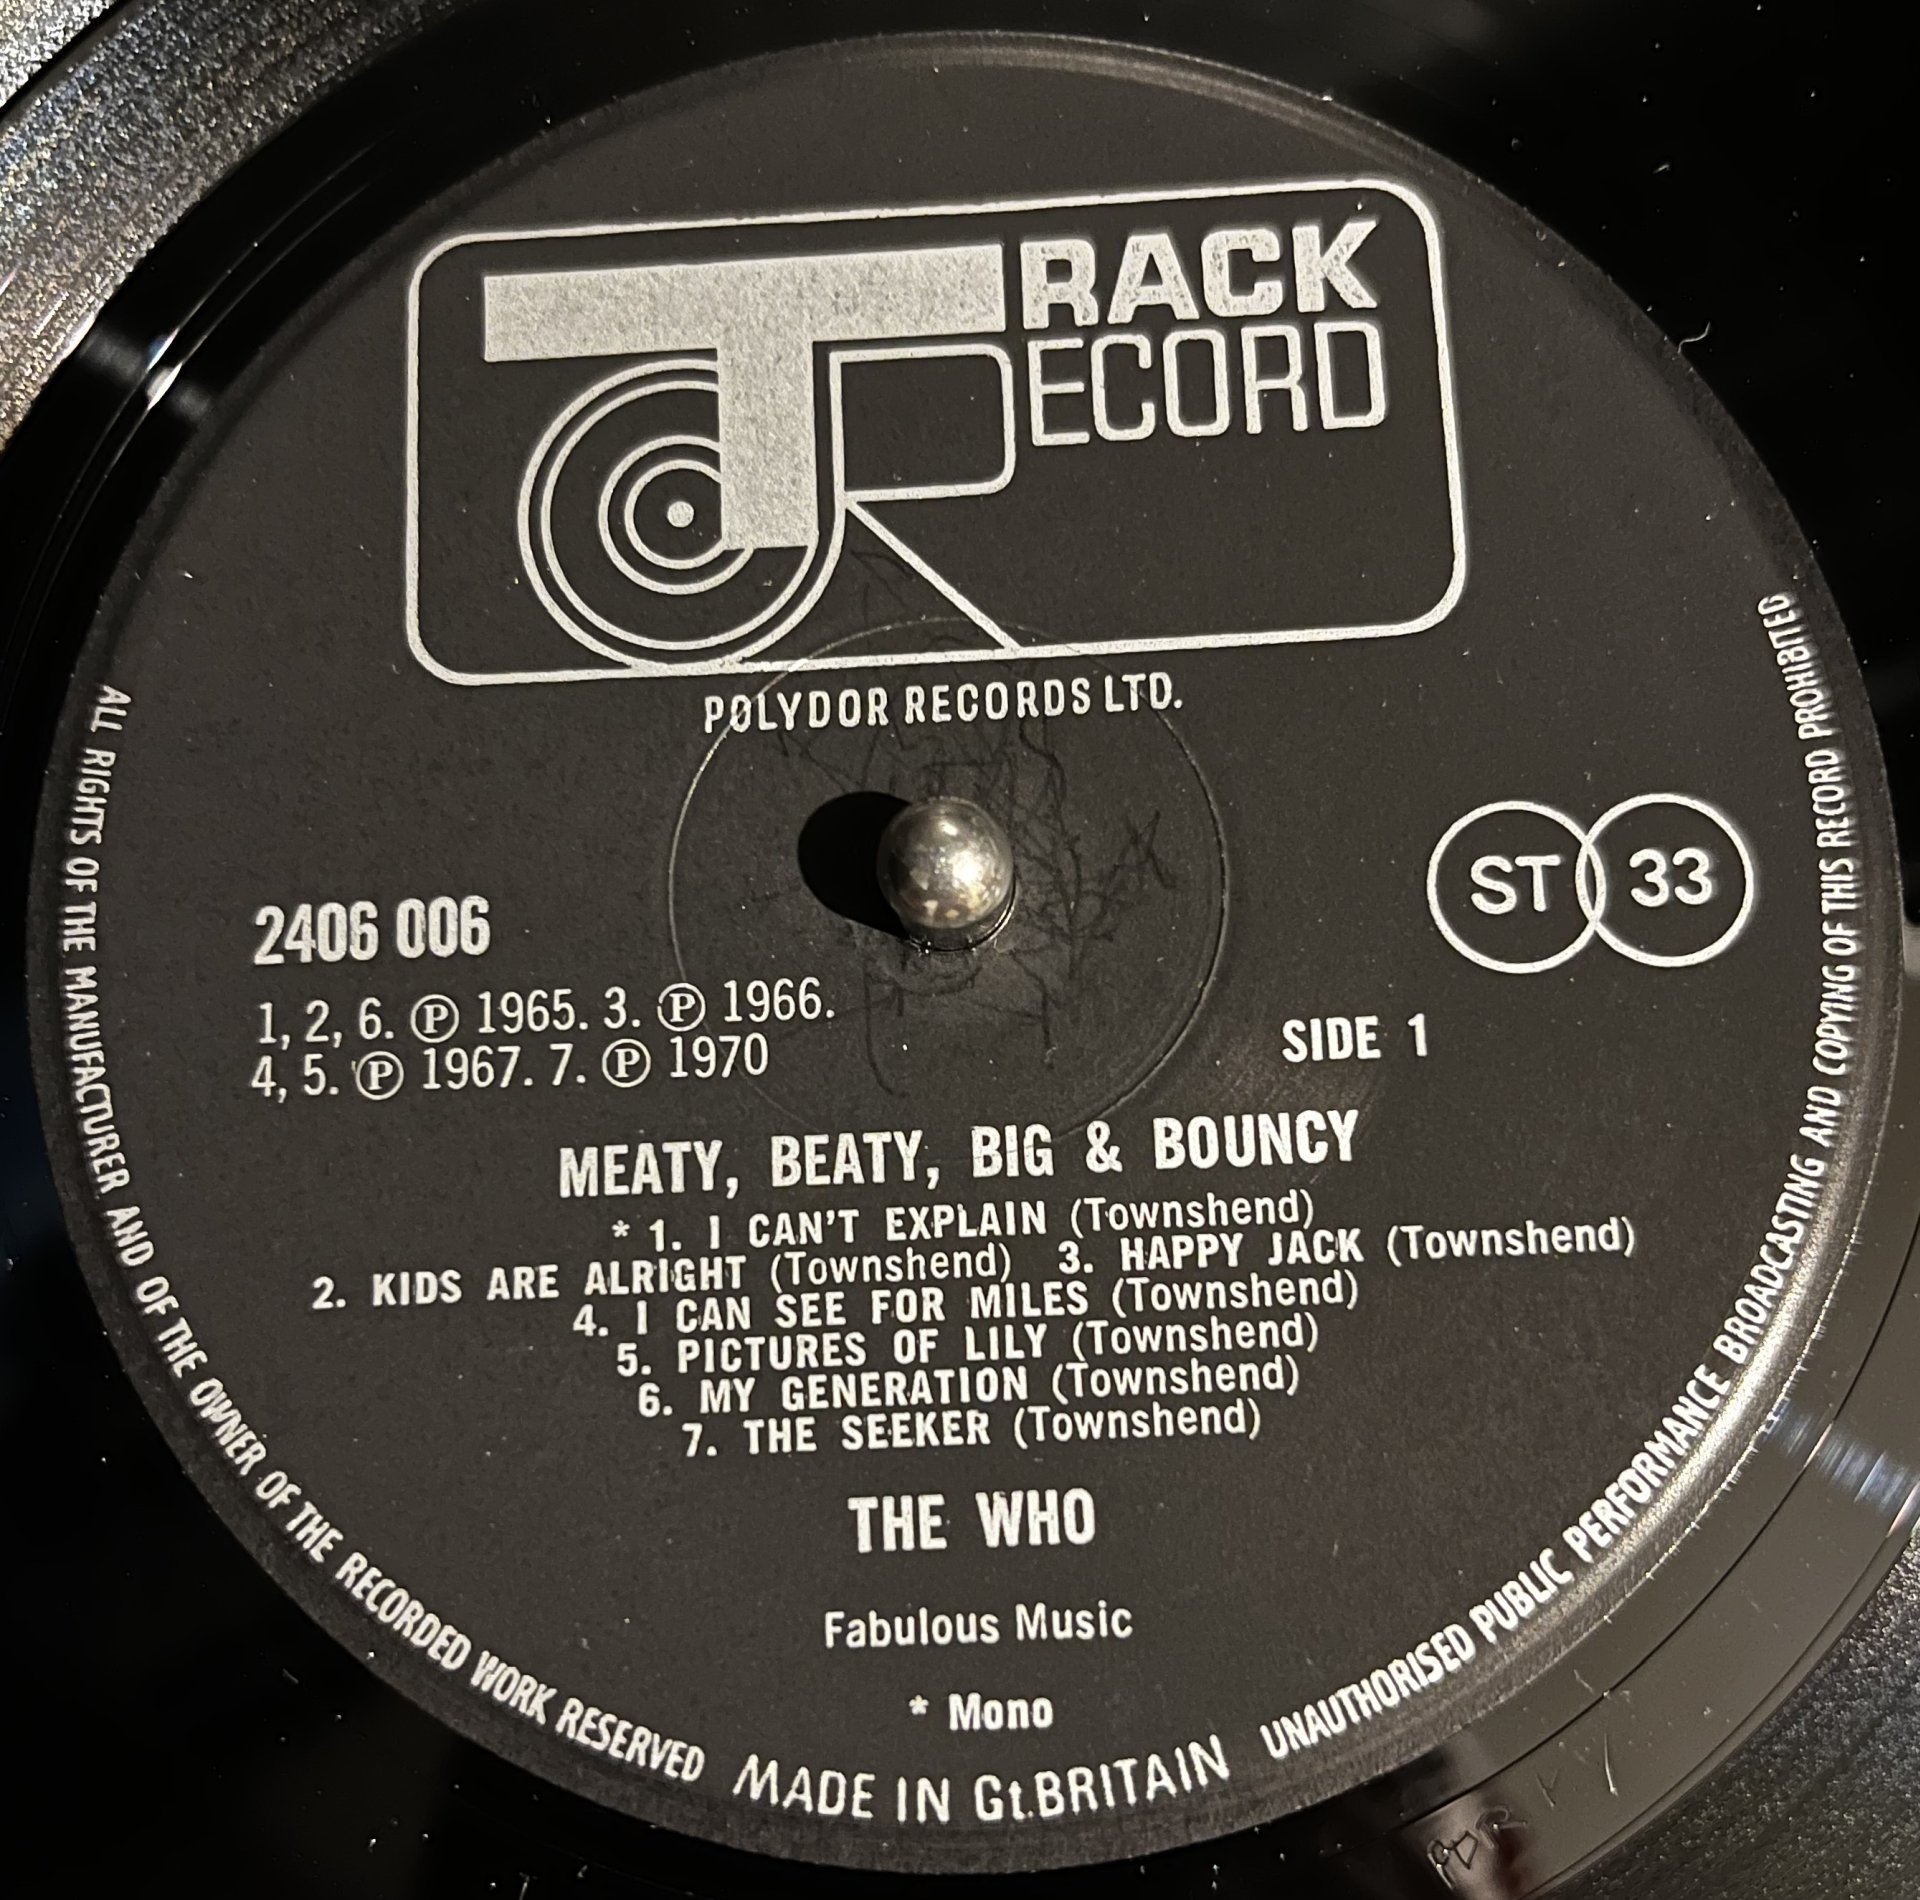 TRACK
RECORD
POLYDOR RECORDS LTD.
ST 33
2406 006
1, 2, 6. Ⓟ 1965. 3. Ⓟ 1966.
4, 5. Ⓟ 1967. 7. Ⓟ 1970
SIDE 1
MEATY, BEATY, BIG & BOUNCY
* 1. I CAN'T EXPLAIN (Townshend)
2. KIDS ARE ALRIGHT (Townshend) 3. HAPPY JACK (Townshend)
4. I CAN SEE FOR MILES (Townshend)
5. PICTURES OF LILY (Townshend)
6. MY GENERATION (Townshend)
7. THE SEEKER (Townshend)
THE WHO
Fabulous Music
* Mono
ALL RIGHTS OF THE MANUFACTURER AND OF THE OWNER OF THE RECORDED WORK RESERVED
MADE IN Gt.BRITAIN
UNAUTHORISED PUBLIC PERFORMANCE BROADCASTING AND COPYING OF THIS RECORD PROHIBITED